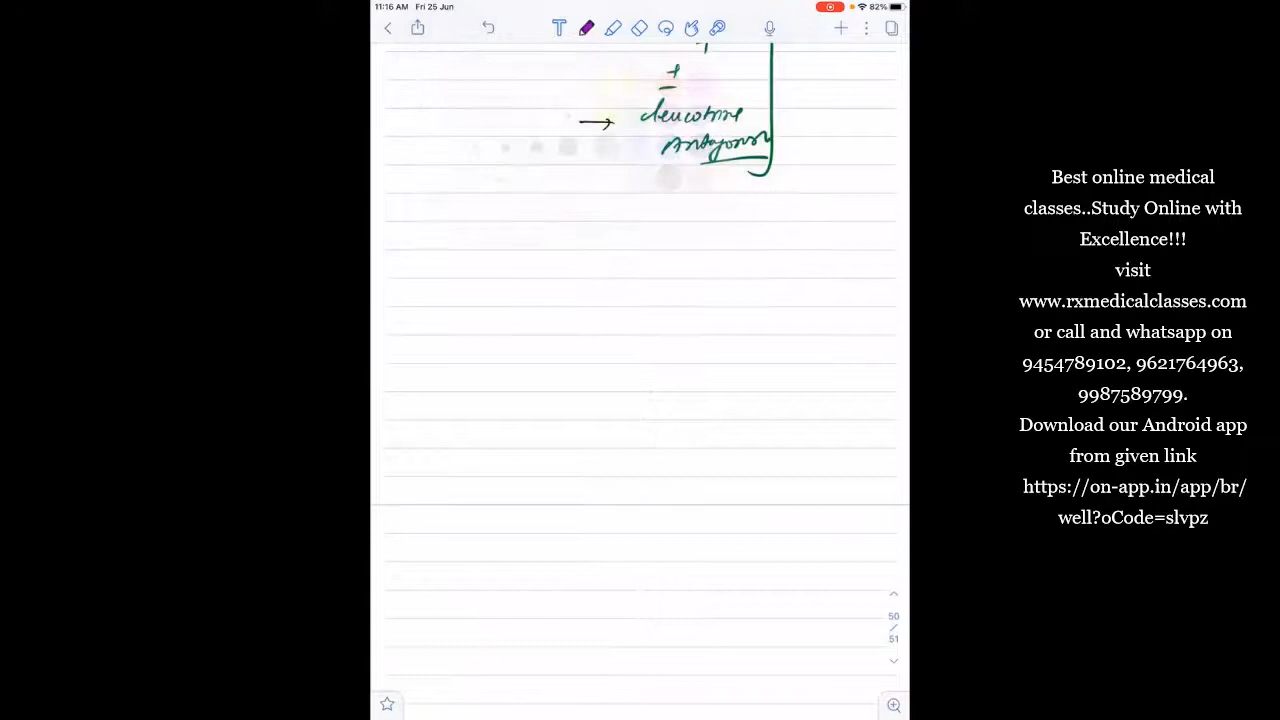 11:16 AM Fri 25 Jun
82%
T
+
→ leucotrine
Antagonist
50
/
51
Best online medical
classes..Study Online with
Excellence!!!
visit
www.rxmedicalclasses.com
or call and whatsapp on
9454789102, 9621764963,
9987589799.
Download our Android app
from given link
https://on-app.in/app/br/
well?oCode=slvpz